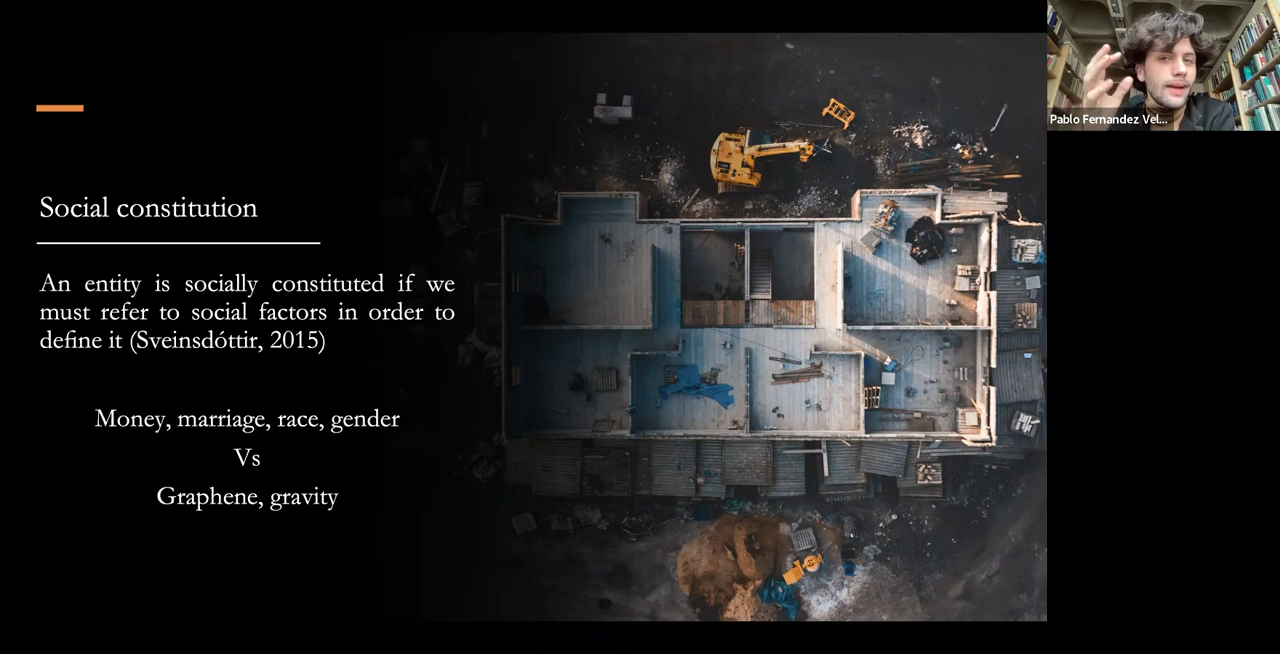 Pablo Fernandez Vel...
Social constitution
An entity is socially constituted if we
must refer to social factors in order to
define it (Sveinsdóttir, 2015)
Money, marriage, race, gender
Vs
Graphene, gravity